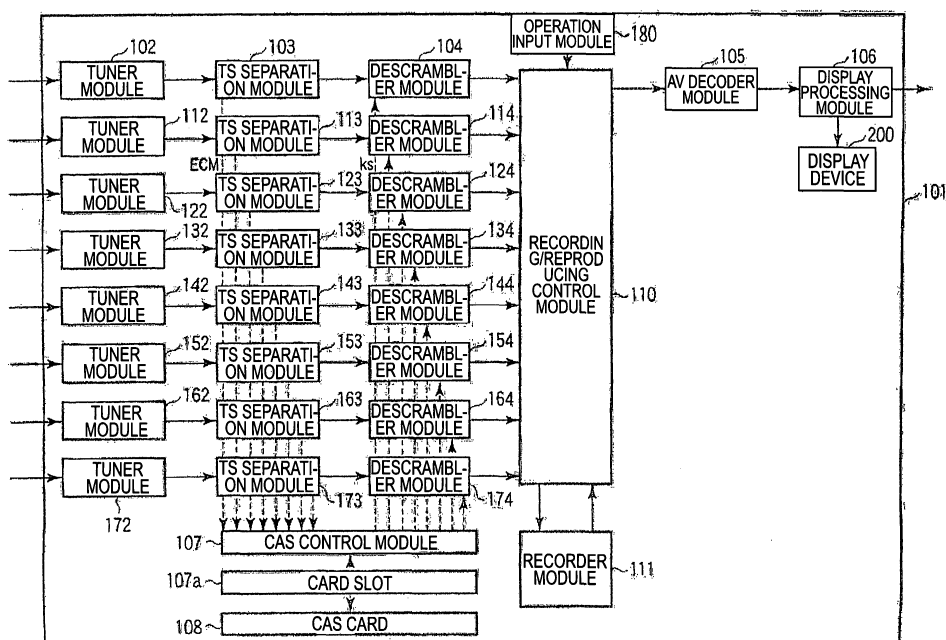 OPERATION
INPUT MODULE
180
102
103
104
105
106
TUNER
MODULE
TS SEPARATI-
ON MODULE
DESCRAMBL-
ER MODULE
AV DECODER
MODULE
DISPLAY
PROCESSING
MODULE
112
113
114
TUNER
MODULE
TS SEPARATI-
ON MODULE
DESCRAMBL-
ER MODULE
200
DISPLAY
DEVICE
ECM
ks
101
122
123
124
TUNER
MODULE
TS SEPARATI-
ON MODULE
DESCRAMBL-
ER MODULE
132
133
134
TUNER
MODULE
TS SEPARATI-
ON MODULE
DESCRAMBL-
ER MODULE
RECORDIN
G/REPROD
UCING
CONTROL
MODULE
110
142
143
144
TUNER
MODULE
TS SEPARATI-
ON MODULE
DESCRAMBL-
ER MODULE
152
153
154
TUNER
MODULE
TS SEPARATI-
ON MODULE
DESCRAMBL-
ER MODULE
162
163
164
TUNER
MODULE
TS SEPARATI-
ON MODULE
DESCRAMBL-
ER MODULE
TUNER
MODULE
TS SEPARATI-
ON MODULE
DESCRAMBL-
ER MODULE
172
173
174
107
CAS CONTROL MODULE
107a
CARD SLOT
108
CAS CARD
RECORDER
MODULE
111